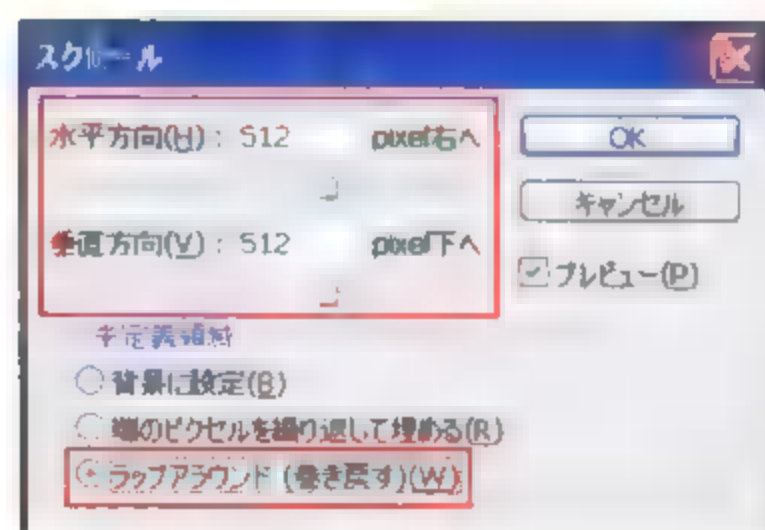 スクロール
水平方向(H): 512 pixel右へ
OK
キャンセル
垂直方向(V): 512 pixel下へ
プレビュー(P)
未定義領域
背景に設定(B)
端のピクセルを繰り返して埋める(R)
ラップアラウンド (巻き戻す)(W)